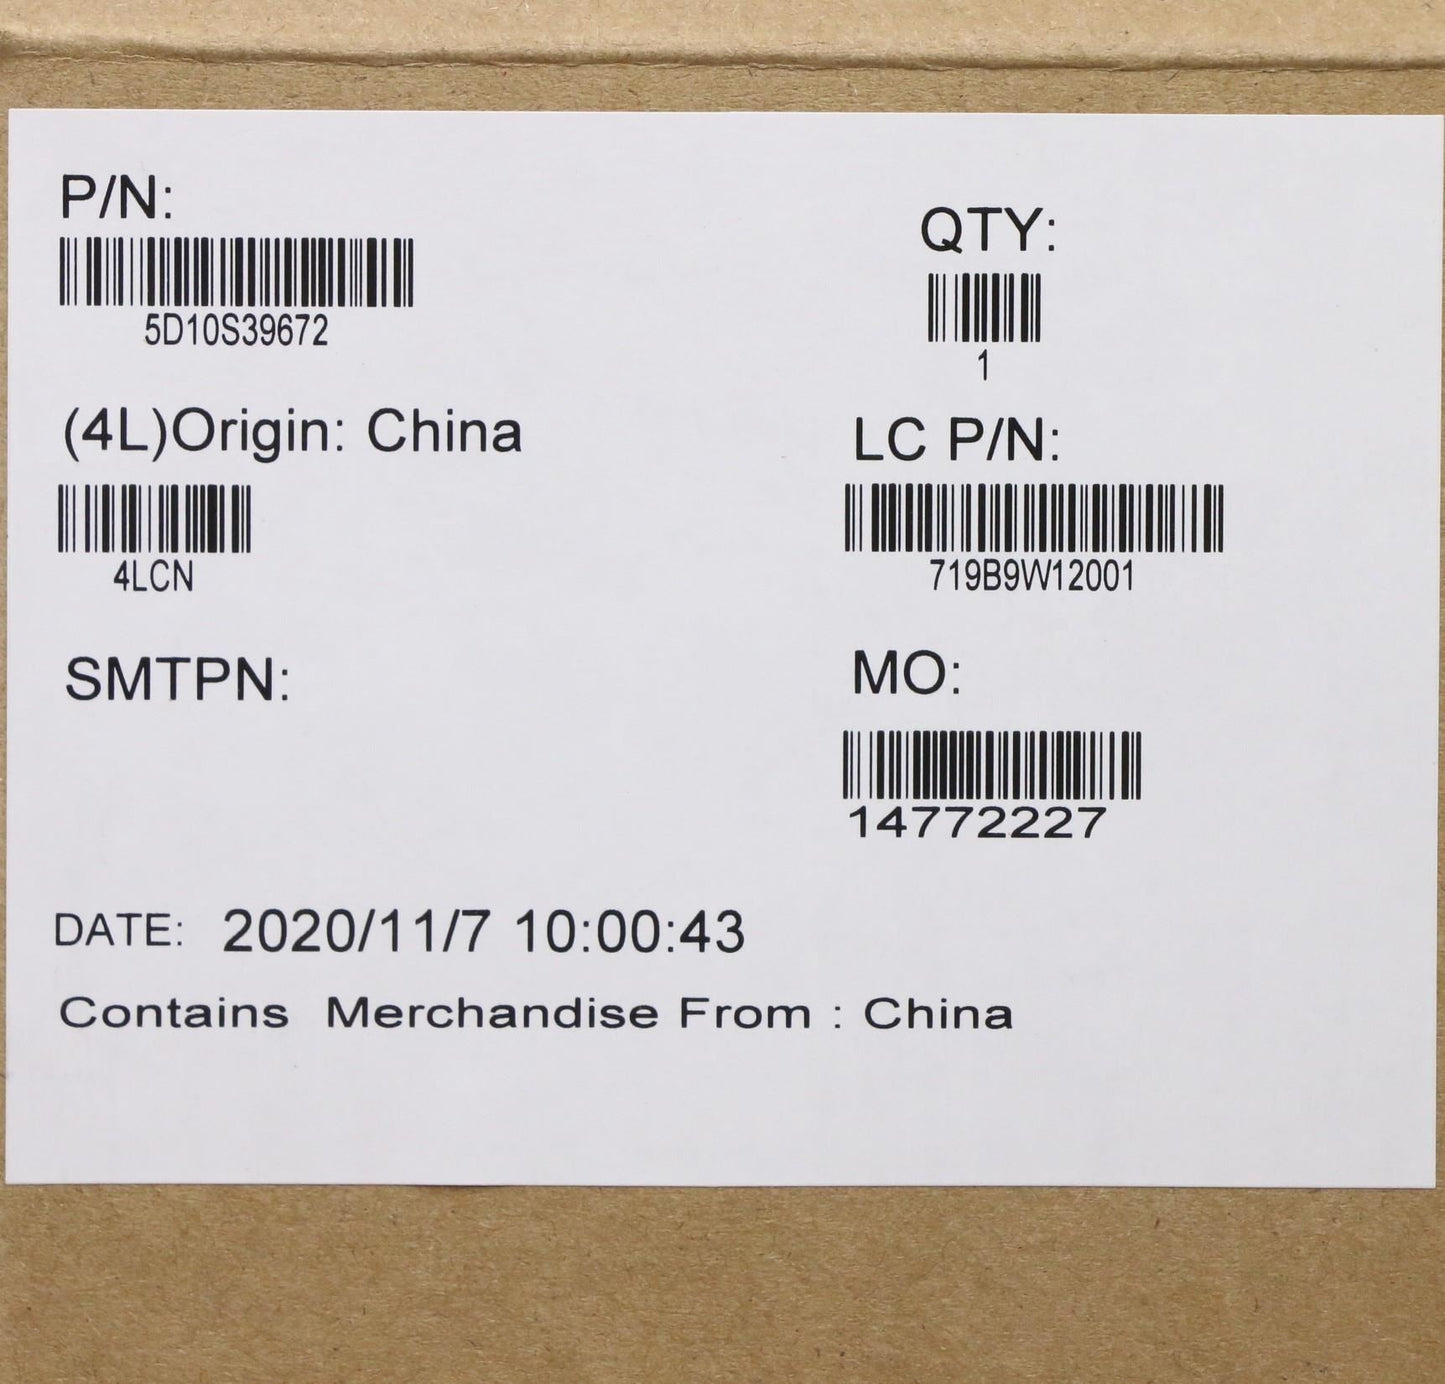 P/N:
5D10S39672
QTY:
1
(4L)Origin: China
4LCN
LC P/N:
719B9W12001
SMTPN:
MO:
14772227
DATE: 2020/11/7 10:00:43
Contains Merchandise From : China